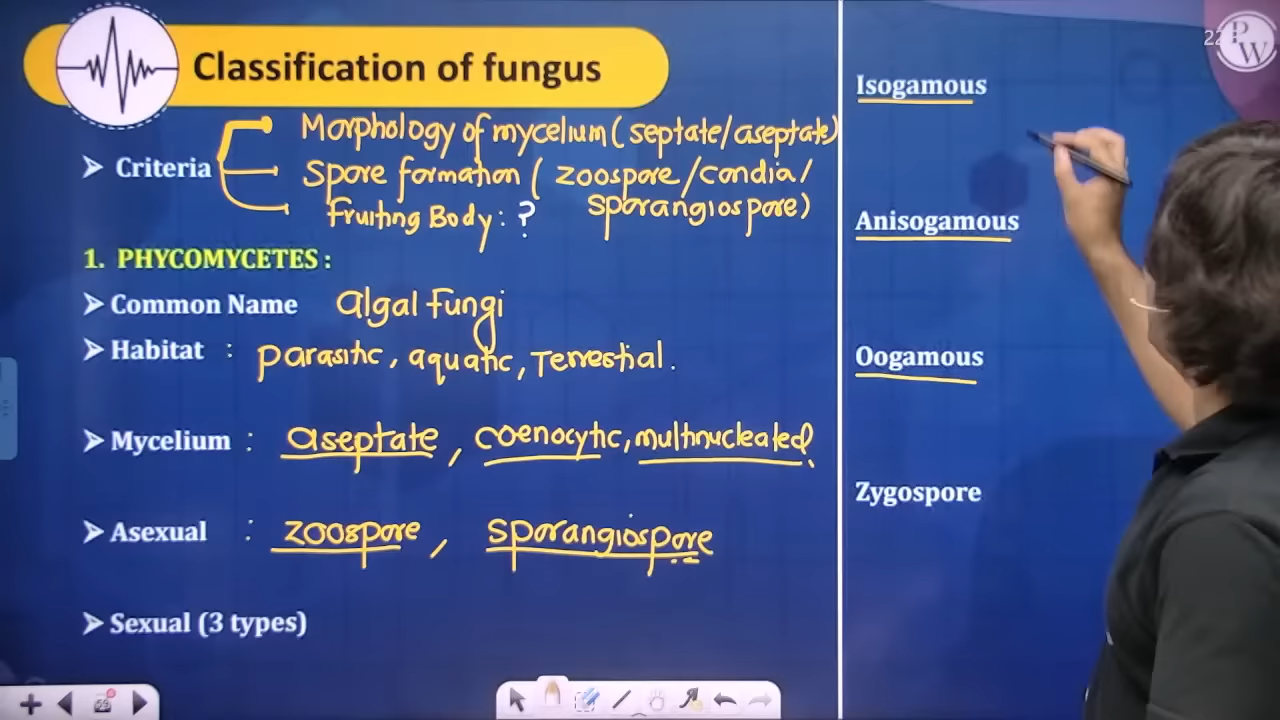 Classification of fungus
Criteria
Morphology of mycelium (septate/aseptate)
Spore formation ( zoospore/condia/
sporangiospore)
fruiting Body : ?
1. PHYCOMYCETES :
Common Name algal fungi
Habitat : parasitic, aquatic, Terrestial.
Mycelium : aseptate, coenocytic, multinucleated
Asexual : zoospore, sporangiospore
Sexual (3 types)
Isogamous
Anisogamous
Oogamous
Zygospore
22
PW